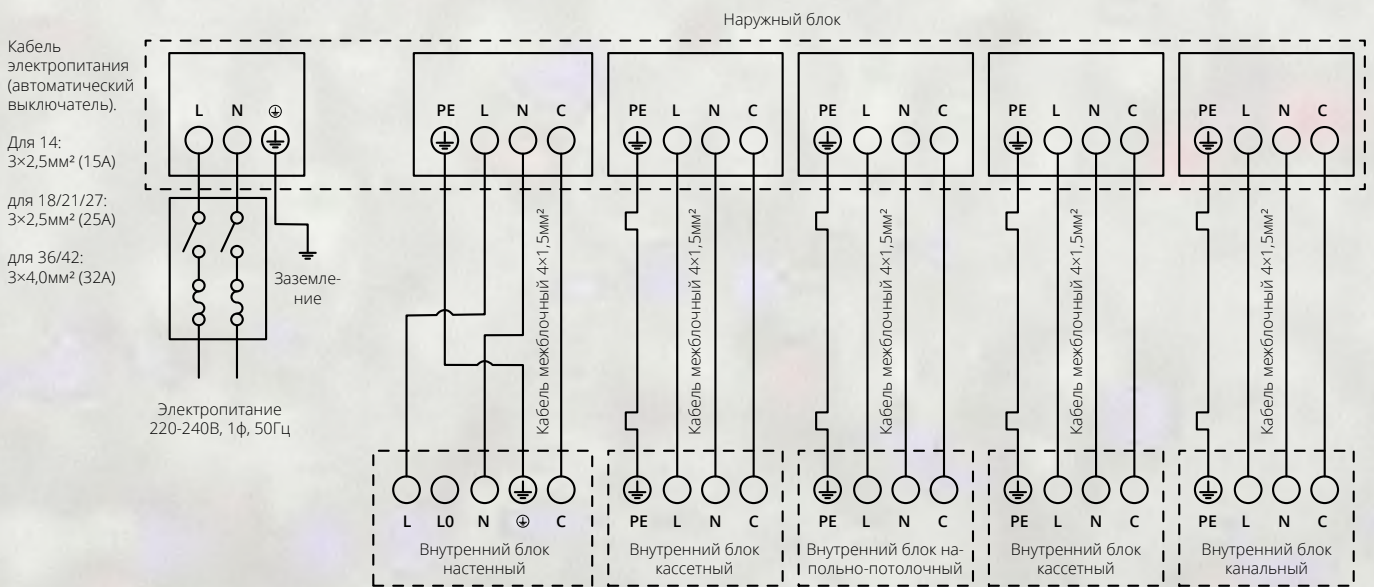 Наружный блок
Кабель
электропитания
(автоматический
выключатель).
Для 14:
3×2,5мм² (15А)
для 18/21/27:
3×2,5мм² (25А)
для 36/42:
3×4,0мм² (32А)
L N ⏚
PE L N C
PE L N C
PE L N C
PE L N C
PE L N C
Заземле-
ние
Электропитание
220-240В, 1ф, 50Гц
Кабель межблочный 4×1,5мм²
Кабель межблочный 4×1,5мм²
Кабель межблочный 4×1,5мм²
Кабель межблочный 4×1,5мм²
Кабель межблочный 4×1,5мм²
L L0 N ⏚ C
Внутренний блок
настенный
PE L N C
Внутренний блок
кассетный
PE L N C
Внутренний блок на-
польно-потолочный
PE L N C
Внутренний блок
кассетный
PE L N C
Внутренний блок
канальный